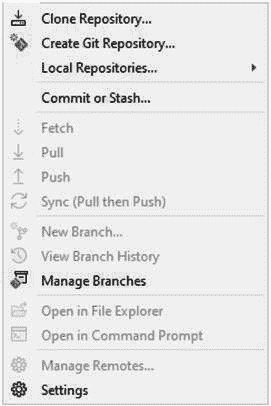 Clone Repository...
Create Git Repository...
Local Repositories...
Commit or Stash...
Fetch
Pull
Push
Sync (Pull then Push)
New Branch...
View Branch History
Manage Branches
Open in File Explorer
Open in Command Prompt
Manage Remotes...
Settings